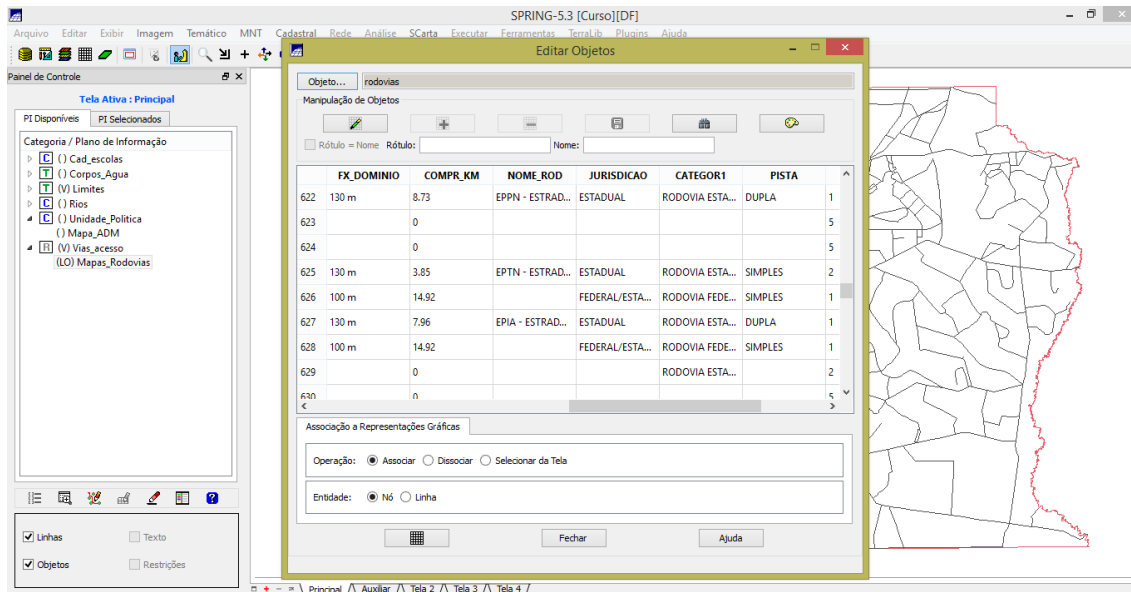 SPRING-5.3 [Curso][DF]
Arquivo Editar Exibir Imagem Temático MNT Cadastral Rede Análise SCarta Executar Ferramentas TerraLib Plugins Ajuda
Painel de Controle
Tela Ativa : Principal
PI Disponíveis PI Selecionados
Categoria / Plano de Informação
C () Cad_escolas
T () Corpos_Agua
T (V) Limites
C () Rios
C () Unidade_Politica
() Mapa_ADM
R (V) Vias_acesso
(LO) Mapas_Rodovias
Linhas Texto
Objetos Restrições
Editar Objetos
Objeto... rodovias
Manipulação de Objetos
Rótulo = Nome Rótulo: Nome:
FX_DOMINIO COMPR_KM NOME_ROD JURISDICAO CATEGOR1 PISTA
622 130 m 8.73 EPPN - ESTRAD... ESTADUAL RODOVIA ESTA... DUPLA 1
623 0 5
624 0 5
625 130 m 3.85 EPTN - ESTRAD... ESTADUAL RODOVIA ESTA... SIMPLES 2
626 100 m 14.92 FEDERAL/ESTA... RODOVIA FEDE... SIMPLES 1
627 130 m 7.96 EPIA - ESTRAD... ESTADUAL RODOVIA ESTA... DUPLA 1
628 100 m 14.92 FEDERAL/ESTA... RODOVIA FEDE... SIMPLES 1
629 0 RODOVIA ESTA... 2
630 0 5
Associação a Representações Gráficas
Operação: Associar Dissociar Selecionar da Tela
Entidade: Nó Linha
Fechar Ajuda
Principal Auxiliar Tela 2 Tela 3 Tela 4